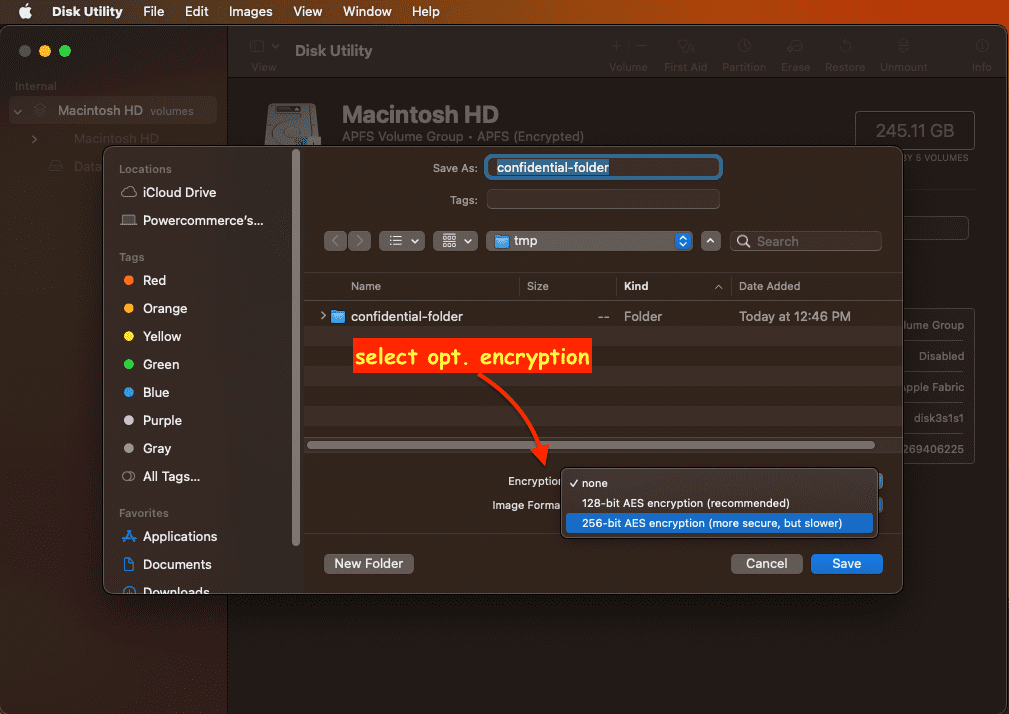 Disk Utility File Edit Images View Window Help
Disk Utility
View
Volume First Aid Partition Erase Restore Unmount Info
Internal
Macintosh HD volumes
Macintosh HD
Data
Macintosh HD
APFS Volume Group • APFS (Encrypted)
245.11 GB
BY 5 VOLUMES
lume Group
Disabled
Apple Fabric
disk3s1s1
269406225
Locations
iCloud Drive
Powercommerce's...
Tags
Red
Orange
Yellow
Green
Blue
Purple
Gray
All Tags...
Favorites
Applications
Documents
Downloads
Save As: confidential-folder
Tags:
tmp
Search
Name Size Kind Date Added
confidential-folder -- Folder Today at 12:46 PM
select opt. encryption
Encryption
Image Forma
✓ none
128-bit AES encryption (recommended)
256-bit AES encryption (more secure, but slower)
New Folder Cancel Save